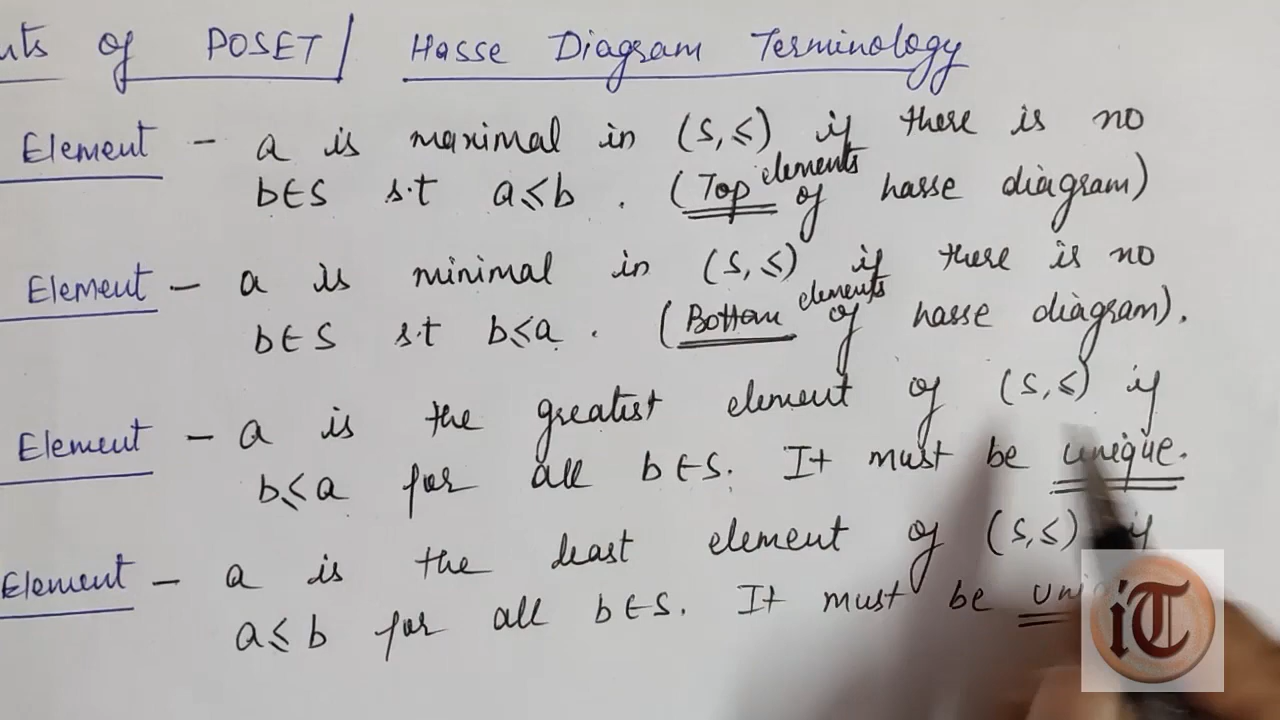 of POSET / Hasse Diagram Terminology
Element - a is maximal in (S,≤) if there is no
b∈S s.t a≤b . (Top elements of hasse diagram)
Element - a is minimal in (S,≤) if there is no
b∈S s.t b≤a . (Bottom elements of hasse diagram).
Element - a is the greatest element of (S,≤) if
b≤a for all b∈S. It must be unique.
Element - a is the least element of (S,≤) if
a≤b for all b∈S. It must be
iT